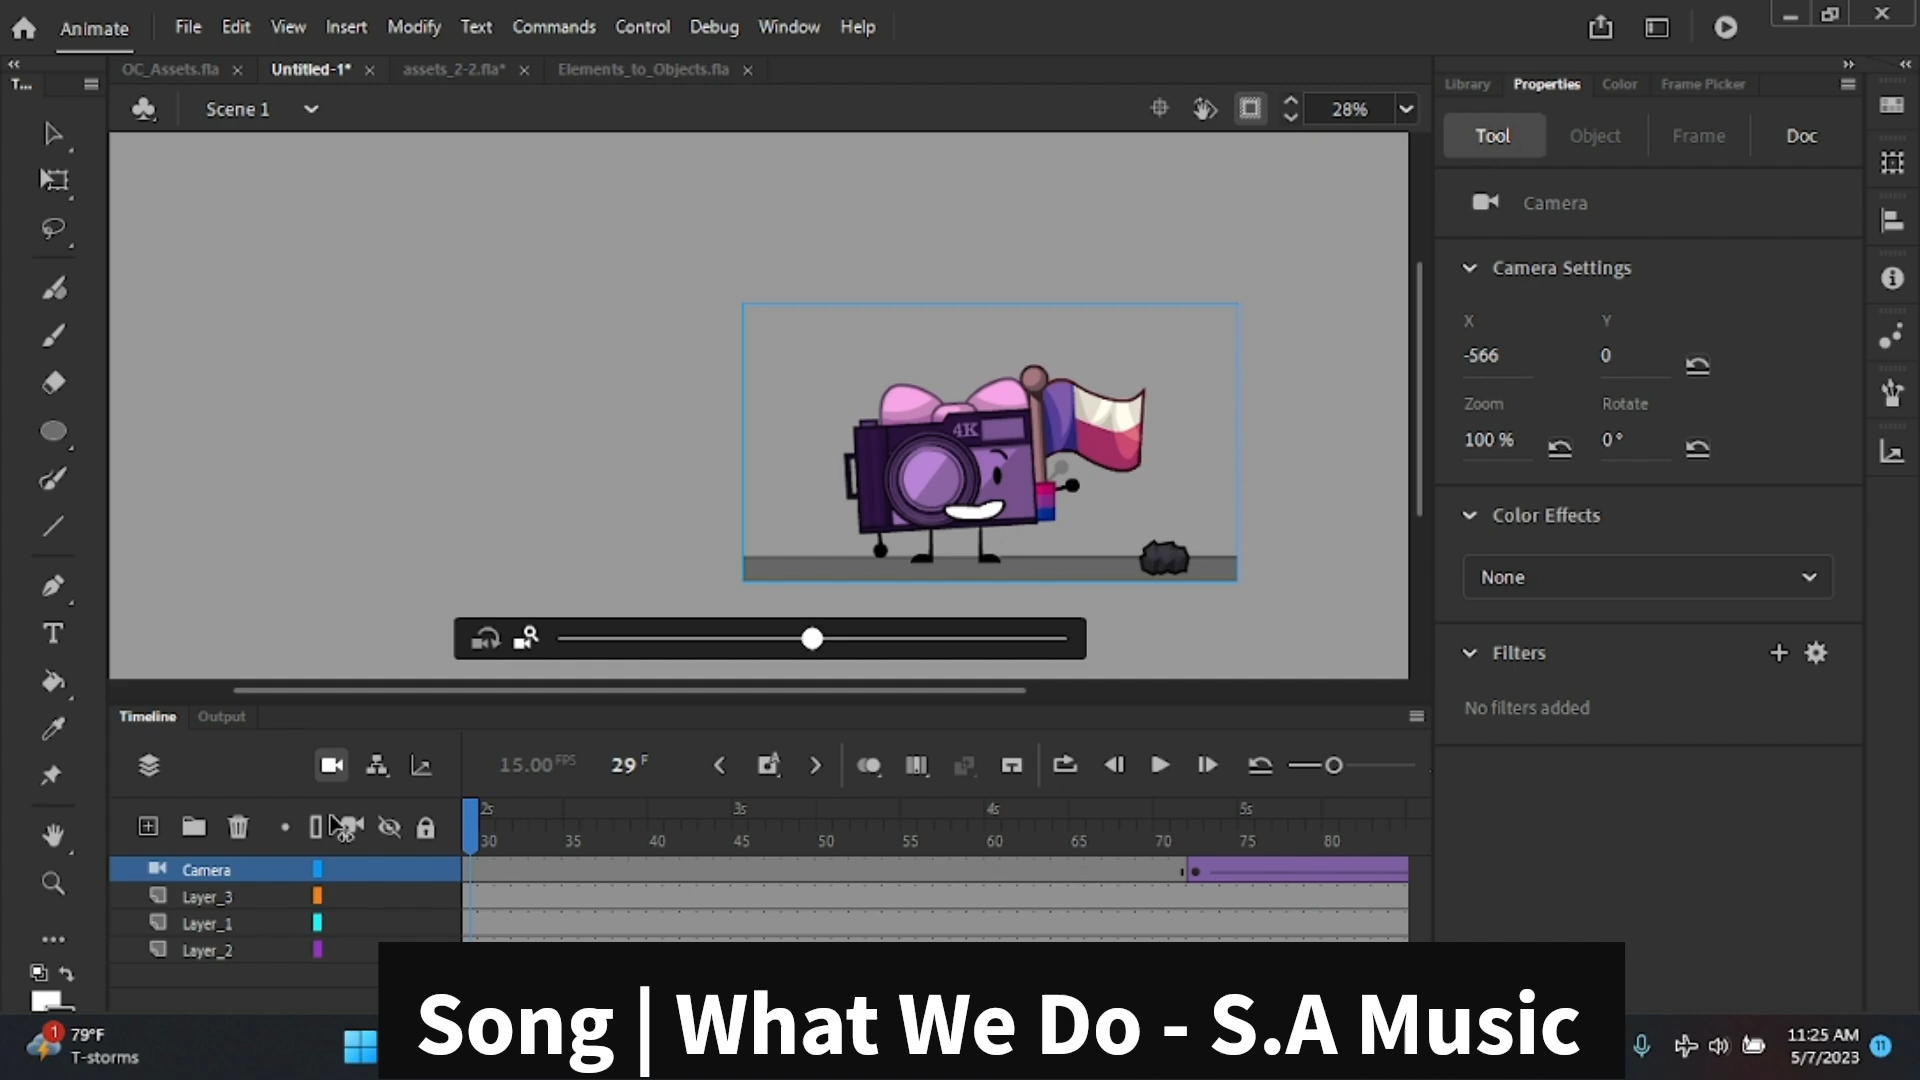 Animate File Edit View Insert Modify Text Commands Control Debug Window Help
T... OC_Assets.fla Untitled-1* assets_2-2.fla* Elements_to_Objects.fla
Library Properties Color Frame Picker
Scene 1 28%
Tool Object Frame Doc
Camera
Camera Settings
X Y
-566 0
Zoom Rotate
100 % 0°
4K
Color Effects
None
Filters
No filters added
Timeline Output
15.00 FPS 29 F
2s 3s 4s 5s
30 35 40 45 50 55 60 65 70 75 80
Camera
Layer_3
Layer_1
Layer_2
Song | What We Do - S.A Music
1 79°F
T-storms
11:25 AM
5/7/2023
11